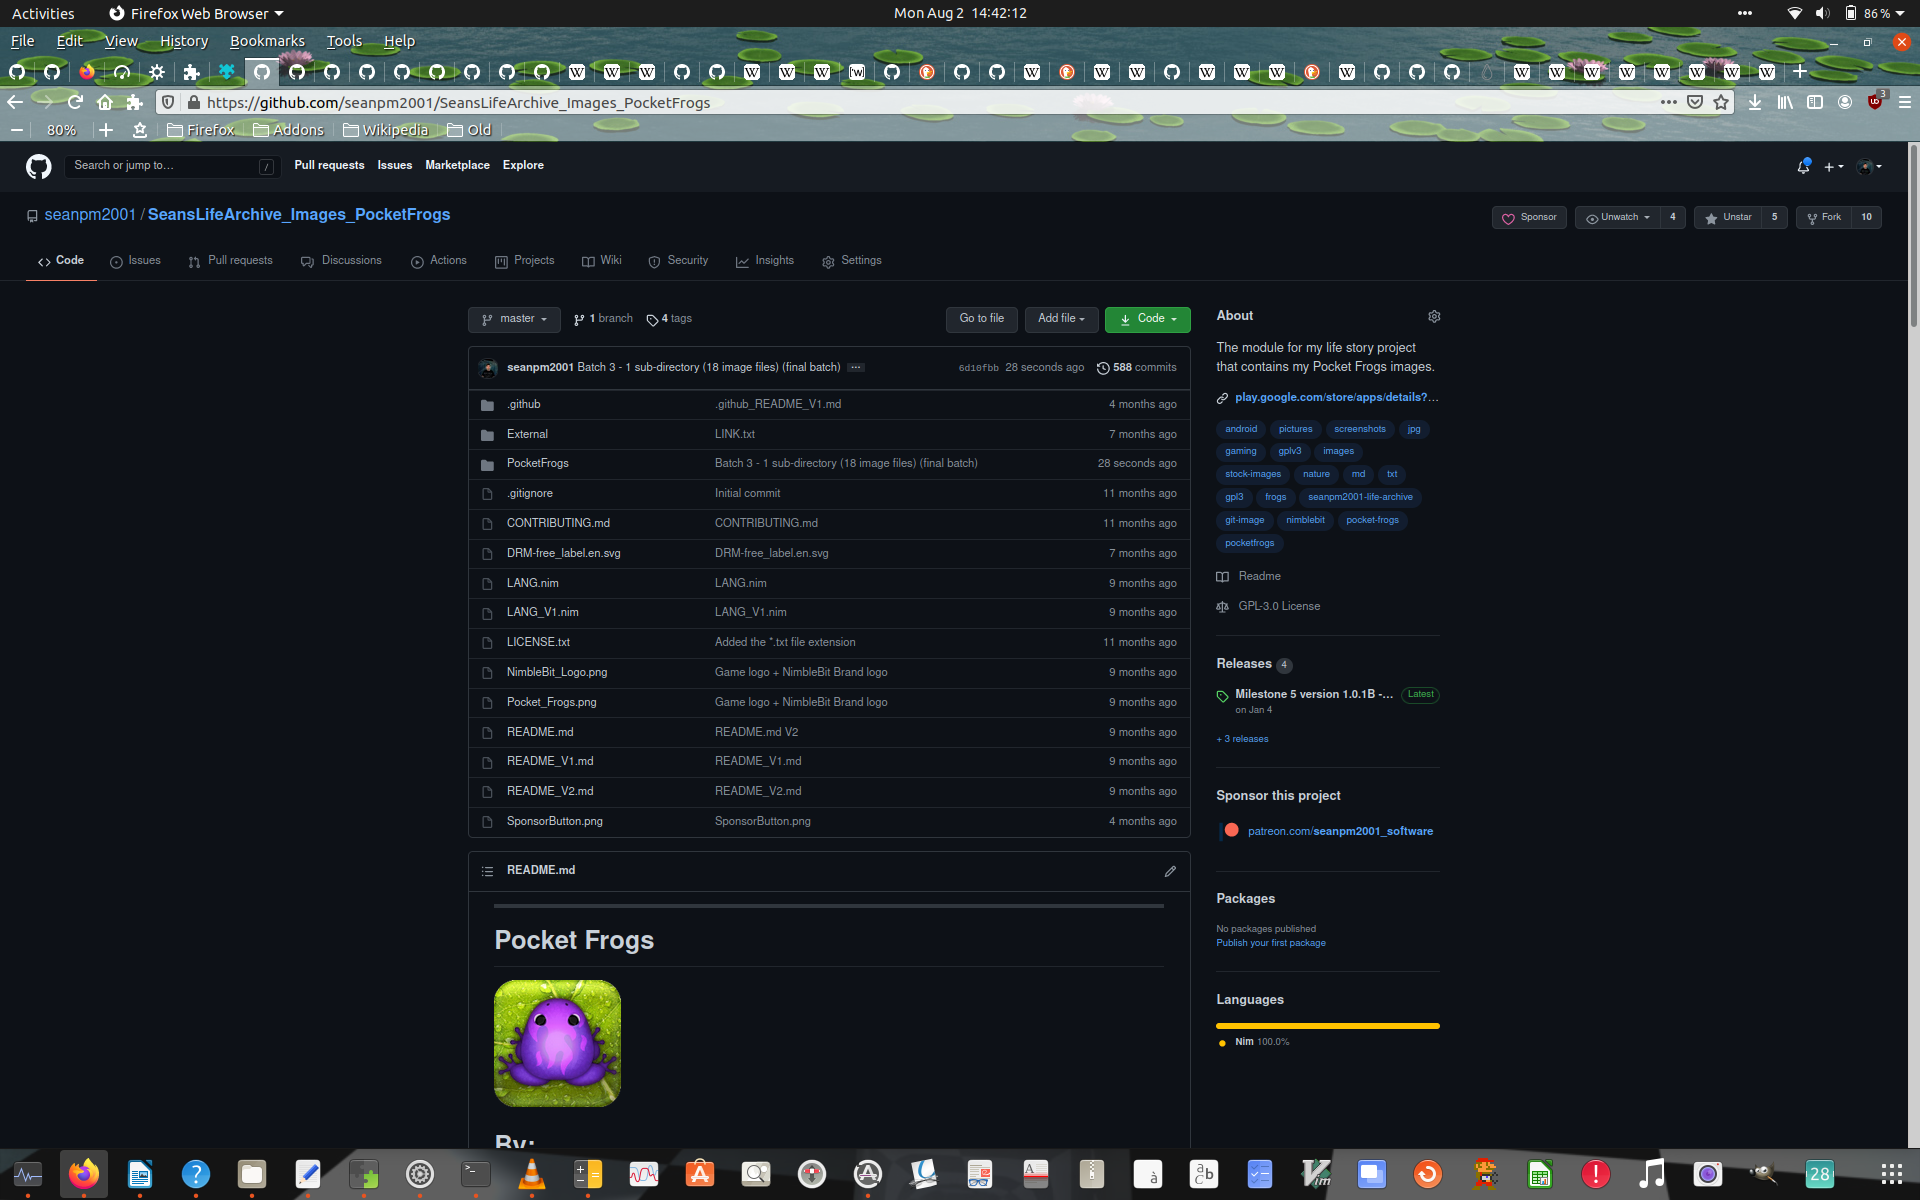 Activities
Firefox Web Browser
Mon Aug 2 14:42:12
86 %
File Edit View History Bookmarks Tools Help
https://github.com/seanpm2001/SeansLifeArchive_Images_PocketFrogs
3
80%
Firefox Addons Wikipedia Old
Search or jump to... /
Pull requests Issues Marketplace Explore
seanpm2001 / SeansLifeArchive_Images_PocketFrogs
Sponsor Unwatch 4 Unstar 5 Fork 10
Code Issues Pull requests Discussions Actions Projects Wiki Security Insights Settings
master 1 branch 4 tags Go to file Add file Code
seanpm2001 Batch 3 - 1 sub-directory (18 image files) (final batch) ... 6d10fbb 28 seconds ago 588 commits
.github .github_README_V1.md 4 months ago
External LINK.txt 7 months ago
PocketFrogs Batch 3 - 1 sub-directory (18 image files) (final batch) 28 seconds ago
.gitignore Initial commit 11 months ago
CONTRIBUTING.md CONTRIBUTING.md 11 months ago
DRM-free_label.en.svg DRM-free_label.en.svg 7 months ago
LANG.nim LANG.nim 9 months ago
LANG_V1.nim LANG_V1.nim 9 months ago
LICENSE.txt Added the *.txt file extension 11 months ago
NimbleBit_Logo.png Game logo + NimbleBit Brand logo 9 months ago
Pocket_Frogs.png Game logo + NimbleBit Brand logo 9 months ago
README.md README.md V2 9 months ago
README_V1.md README_V1.md 9 months ago
README_V2.md README_V2.md 9 months ago
SponsorButton.png SponsorButton.png 4 months ago
README.md
Pocket Frogs
By:
About
The module for my life story project
that contains my Pocket Frogs images.
play.google.com/store/apps/details?...
android pictures screenshots jpg
gaming gplv3 images
stock-images nature md txt
gpl3 frogs seanpm2001-life-archive
git-image nimblebit pocket-frogs
pocketfrogs
Readme
GPL-3.0 License
Releases 4
Milestone 5 version 1.0.1B -... Latest
on Jan 4
+ 3 releases
Sponsor this project
patreon.com/seanpm2001_software
Packages
No packages published
Publish your first package
Languages
Nim 100.0%
28